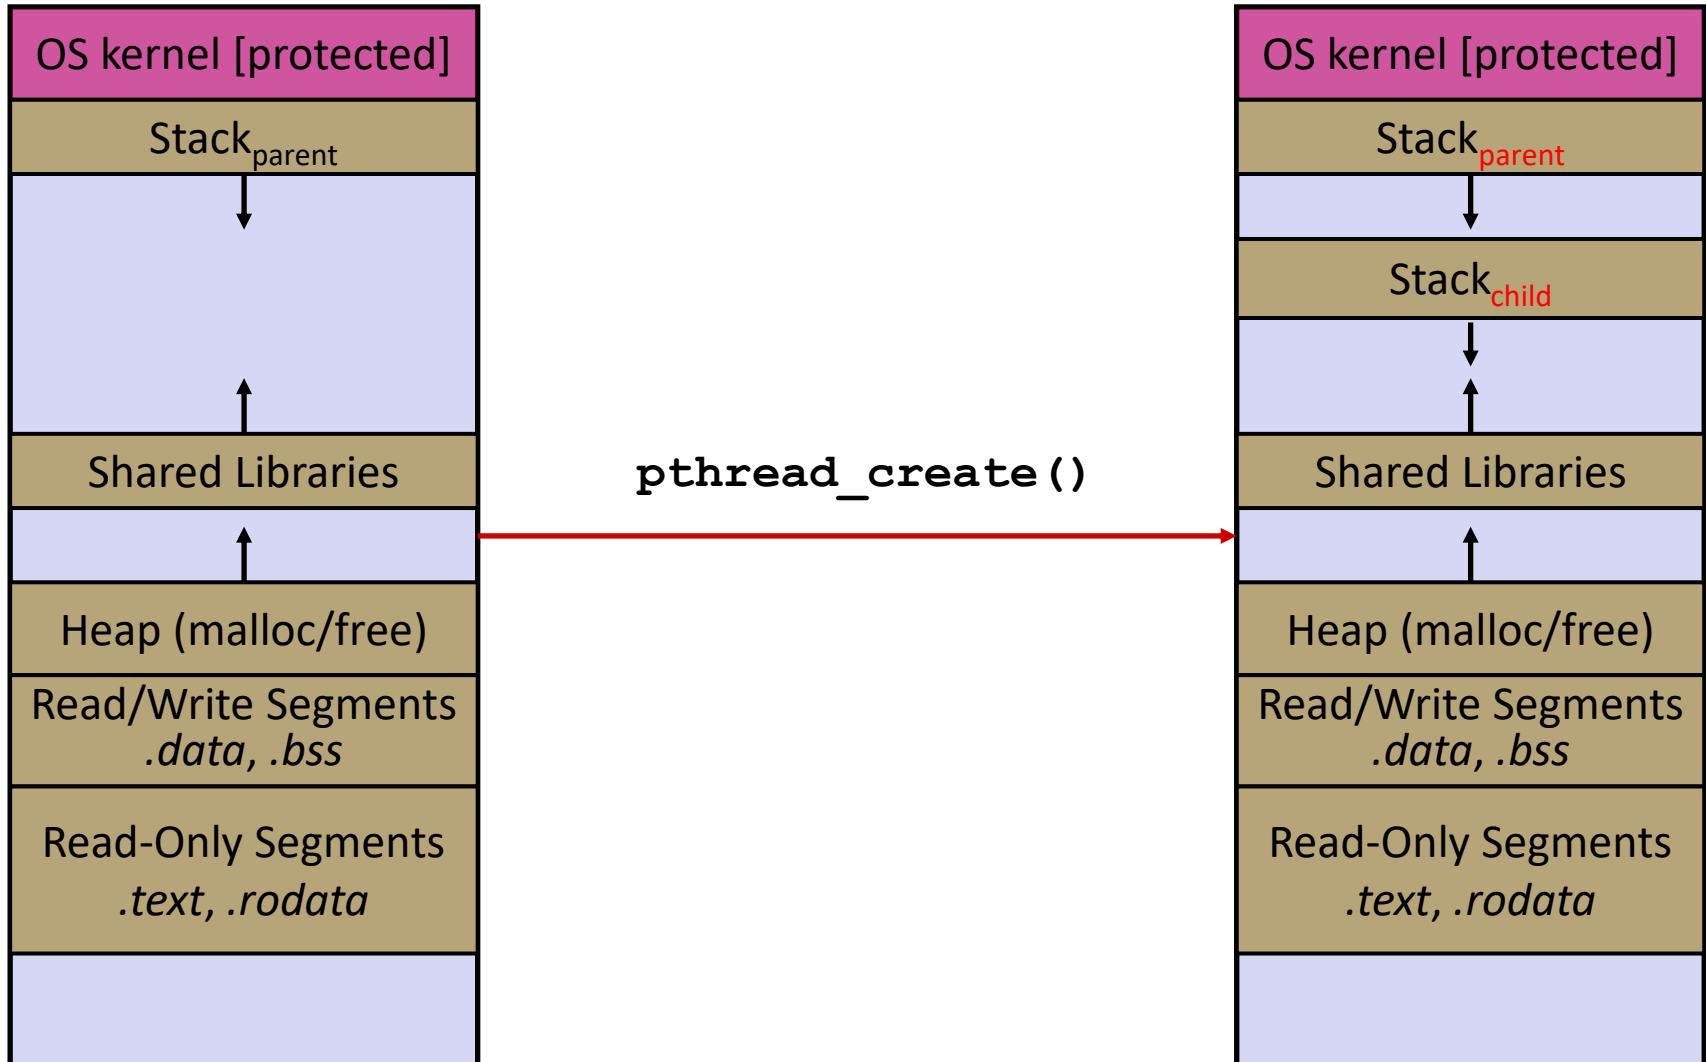 OS kernel [protected]
Stackparent
Shared Libraries
Heap (malloc/free)
Read/Write Segments
.data, .bss
Read-Only Segments
.text, .rodata
pthread_create()
OS kernel [protected]
Stackparent
Stackchild
Shared Libraries
Heap (malloc/free)
Read/Write Segments
.data, .bss
Read-Only Segments
.text, .rodata